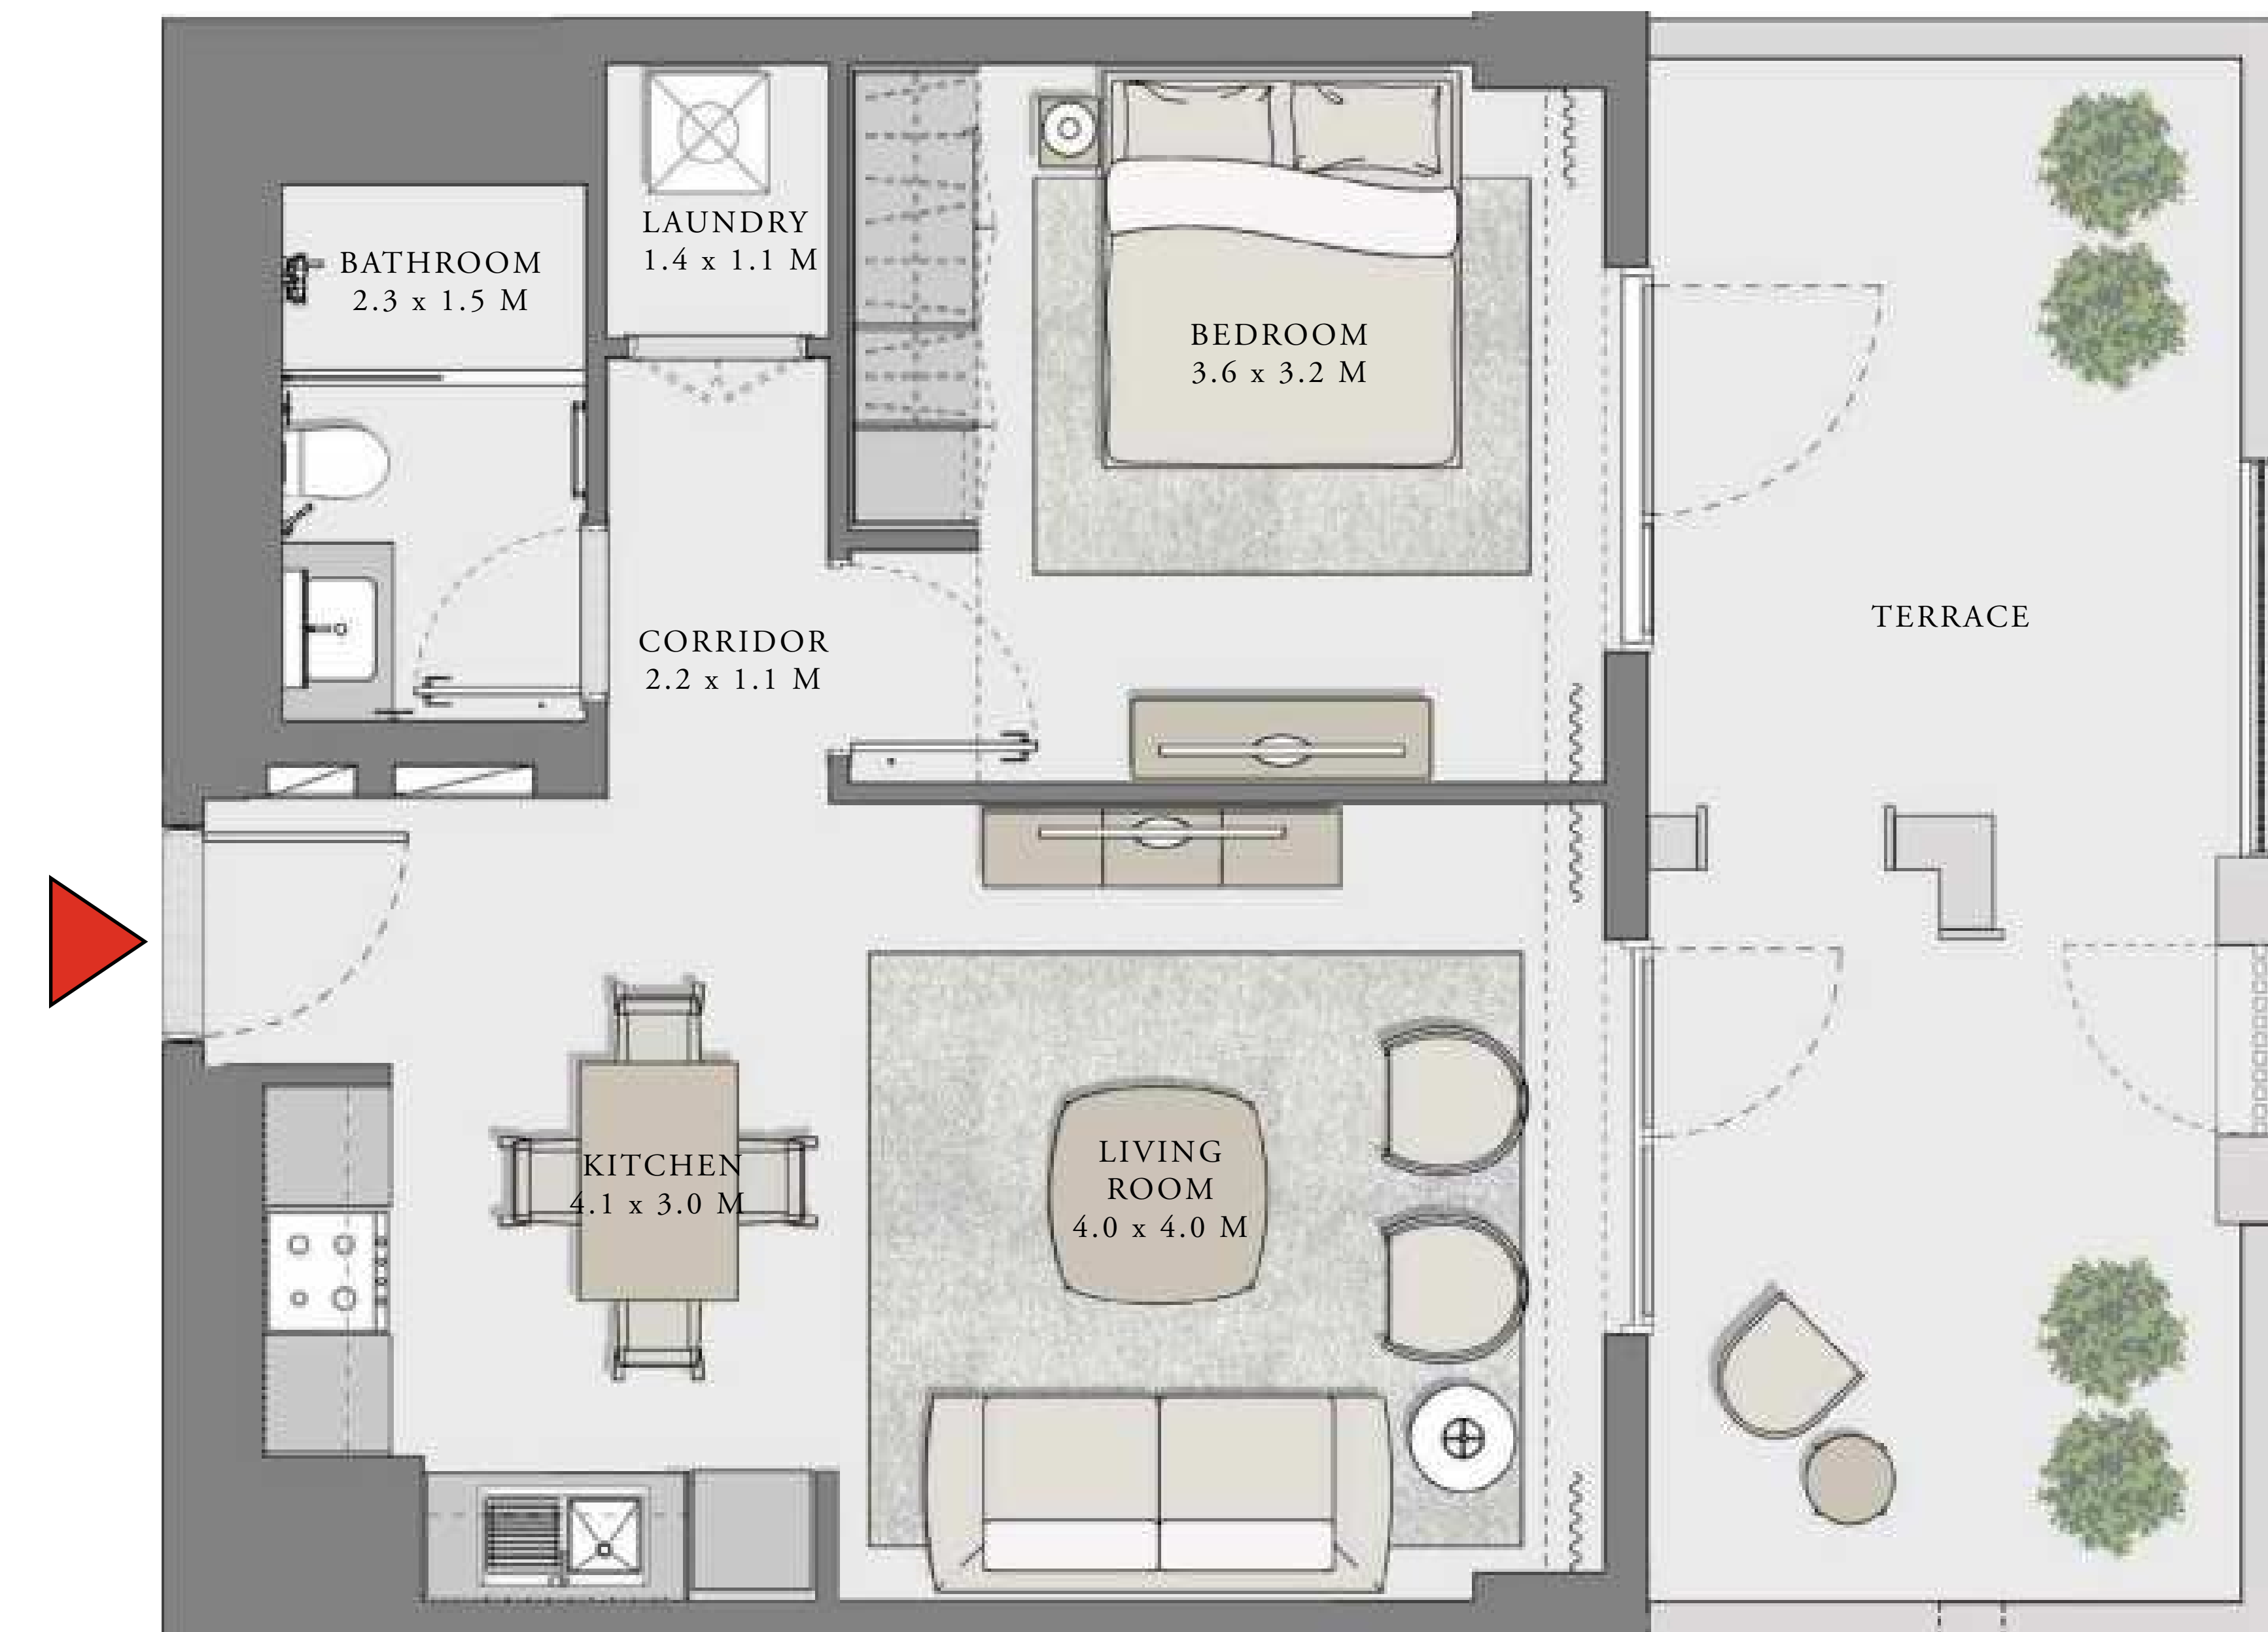 LAUNDRY
1.4 x 1.1 M
BATHROOM
2.3 x 1.5 M
BEDROOM
3.6 x 3.2 M
TERRACE
CORRIDOR
2.2 x 1.1 M
KITCHEN
4.1 x 3.0 M
LIVING
ROOM
4.0 x 4.0 M